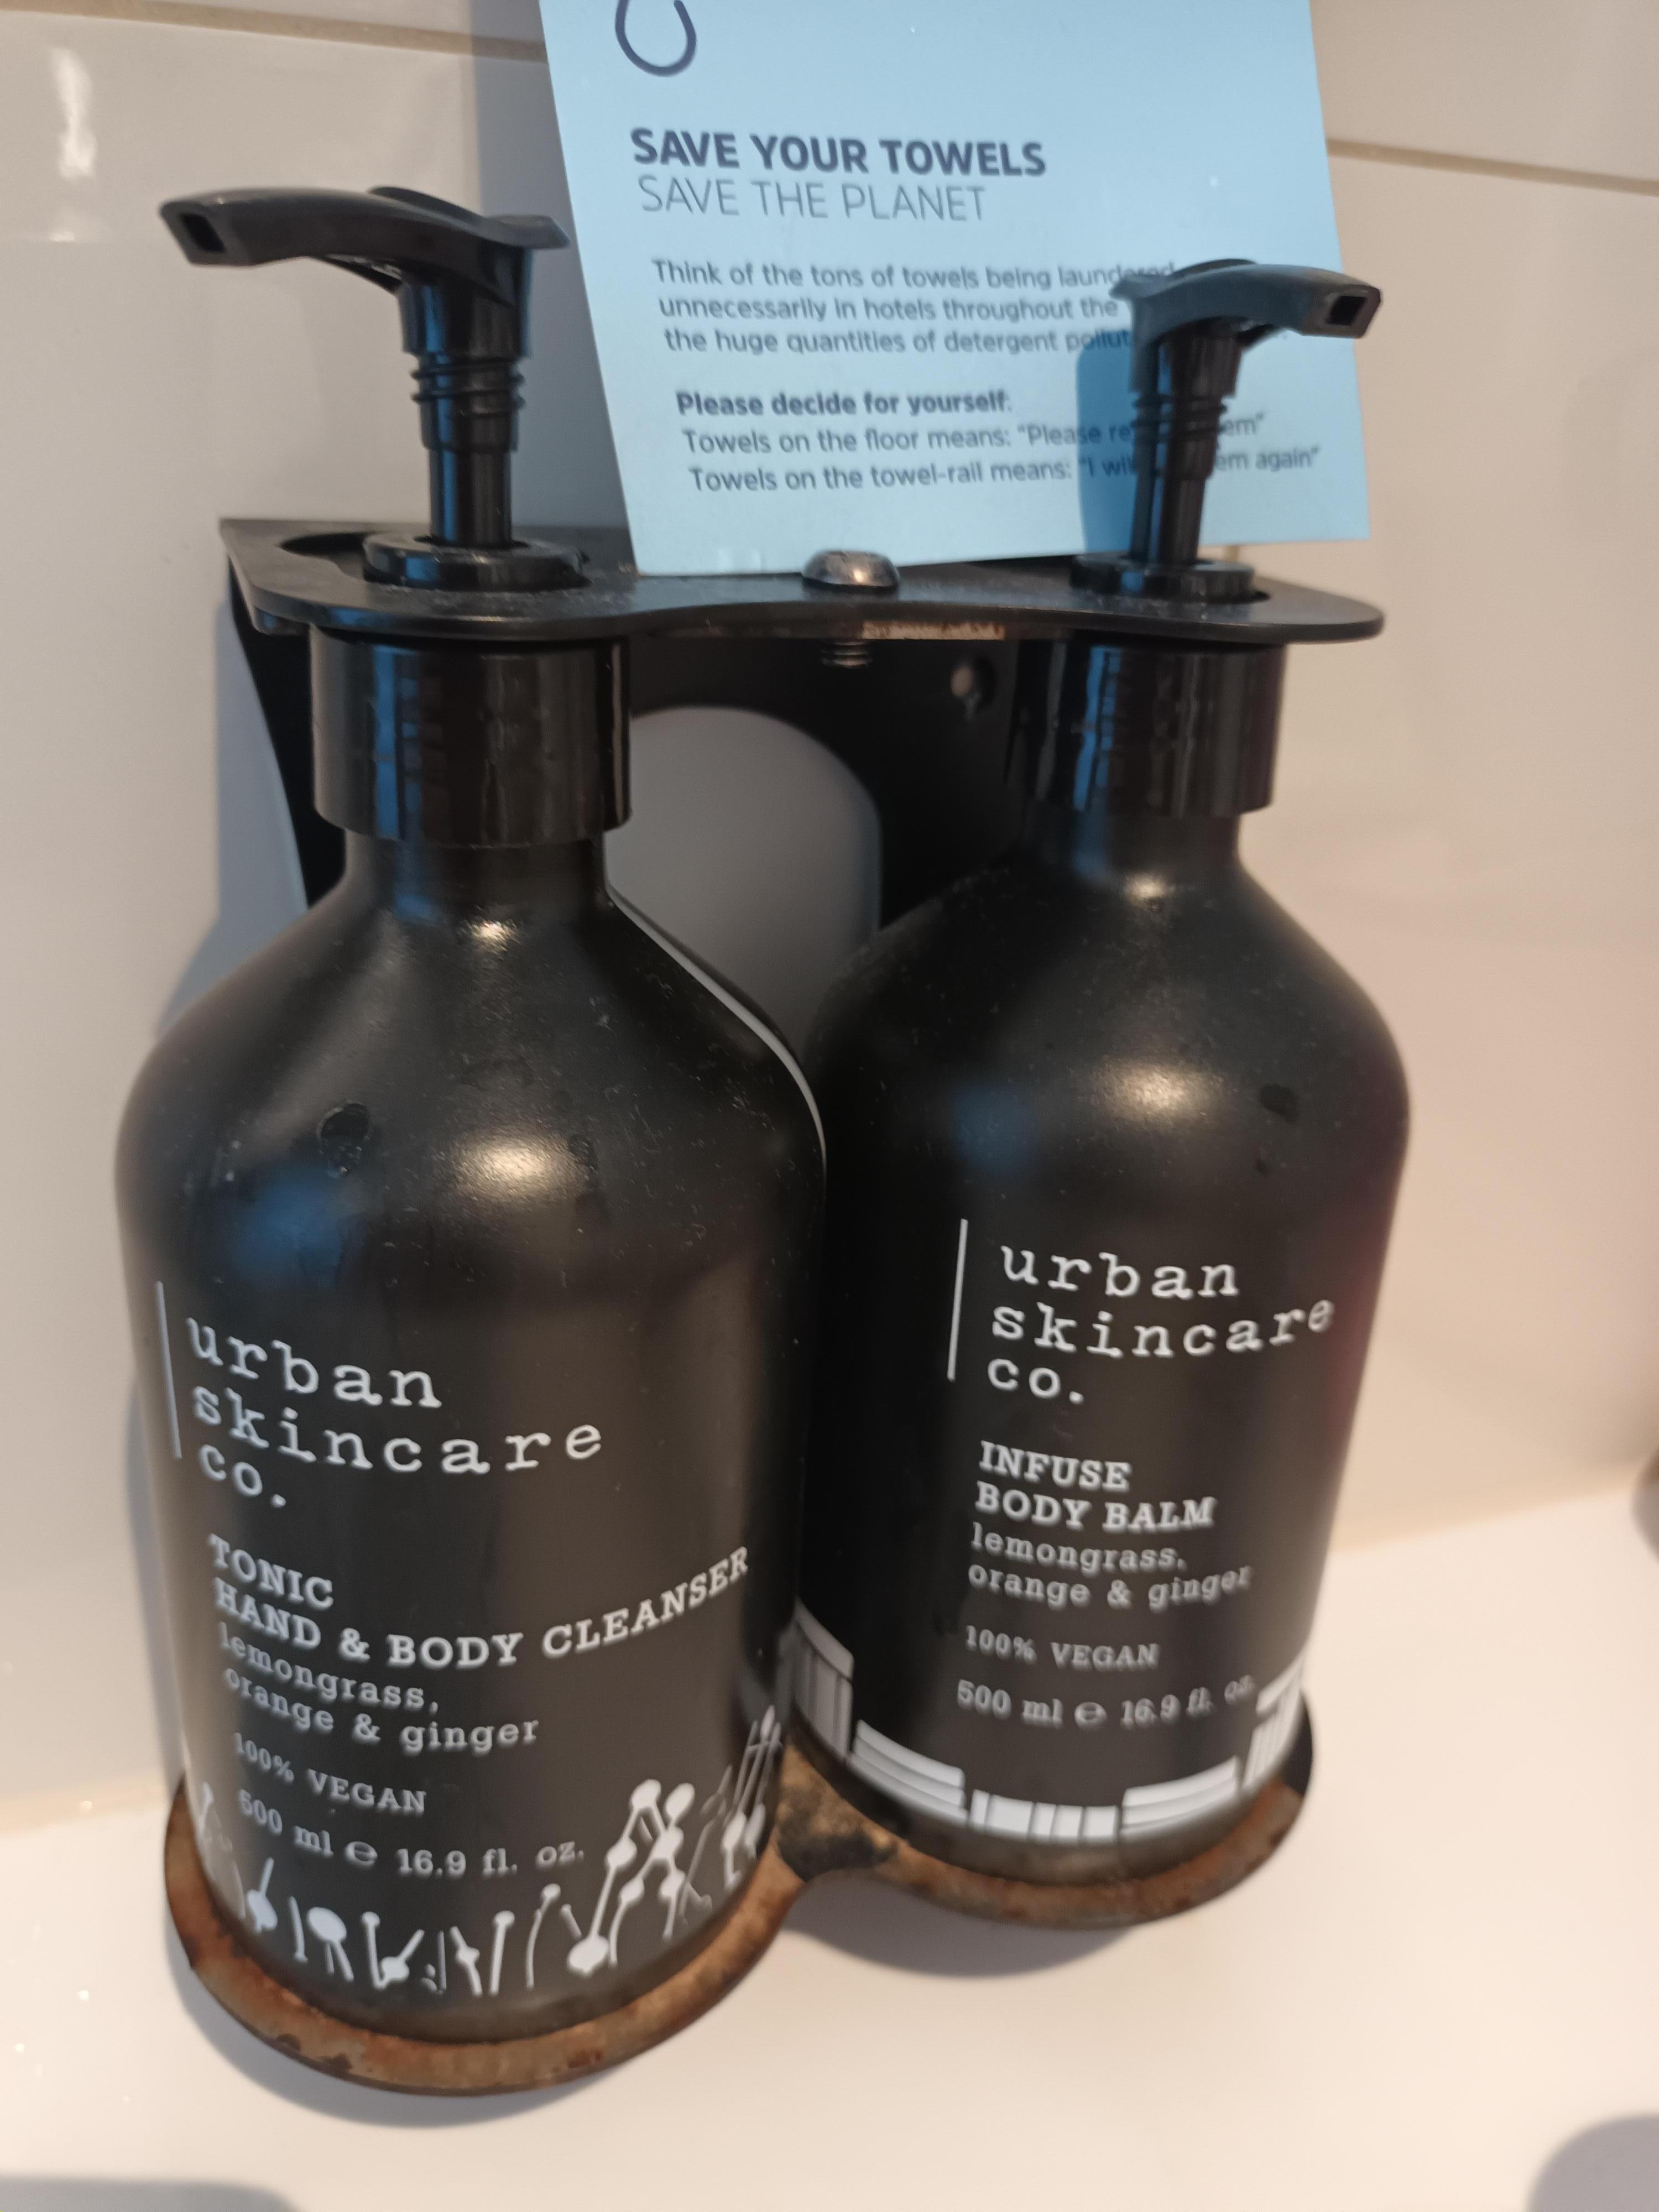 SAVE YOUR TOWELS
SAVE THE PLANET
Think of the tons of towels being laundered
unnecessarily in hotels throughout the
the huge quantities of detergent
Please decide for yourself:
Towels on the floor means: "Please
Towels on the towel-rail means: "I again"
urban
skincare
co.
TONIC
HAND & BODY CLEANSER
lemongrass,
orange & ginger
100% VEGAN
500 ml e 16.9 fl. oz.
urban
skincare
co.
INFUSE
BODY BALM
lemongrass,
orange & ginger
100% VEGAN
500 ml e 16.9 fl. oz.